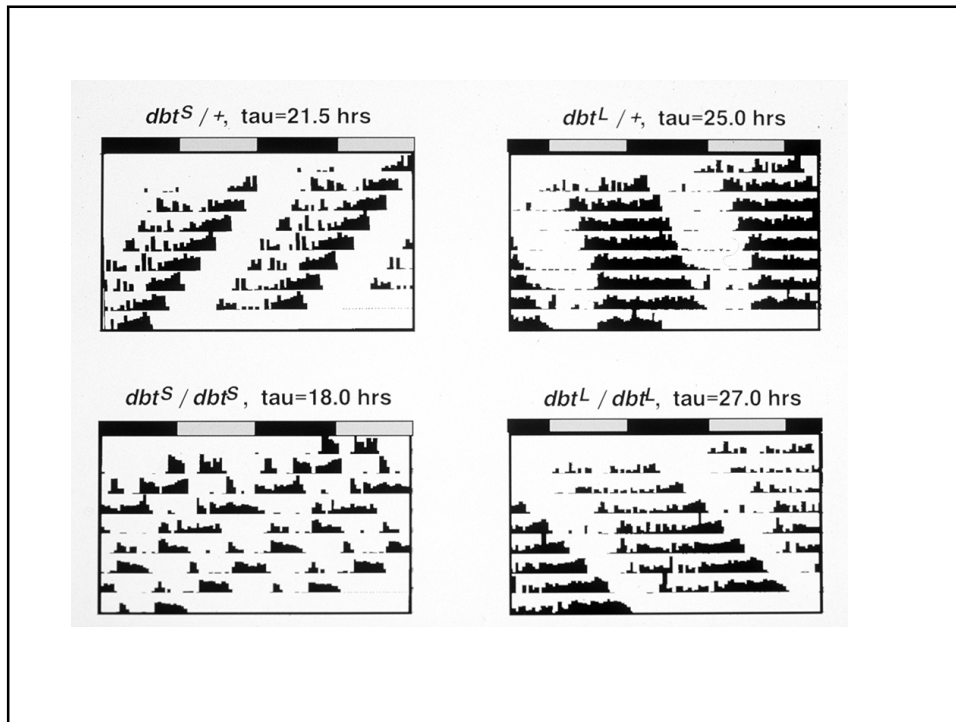 dbtS / +, tau=21.5 hrs
dbtL / +, tau=25.0 hrs
dbtS / dbtS, tau=18.0 hrs
dbtL / dbtL, tau=27.0 hrs